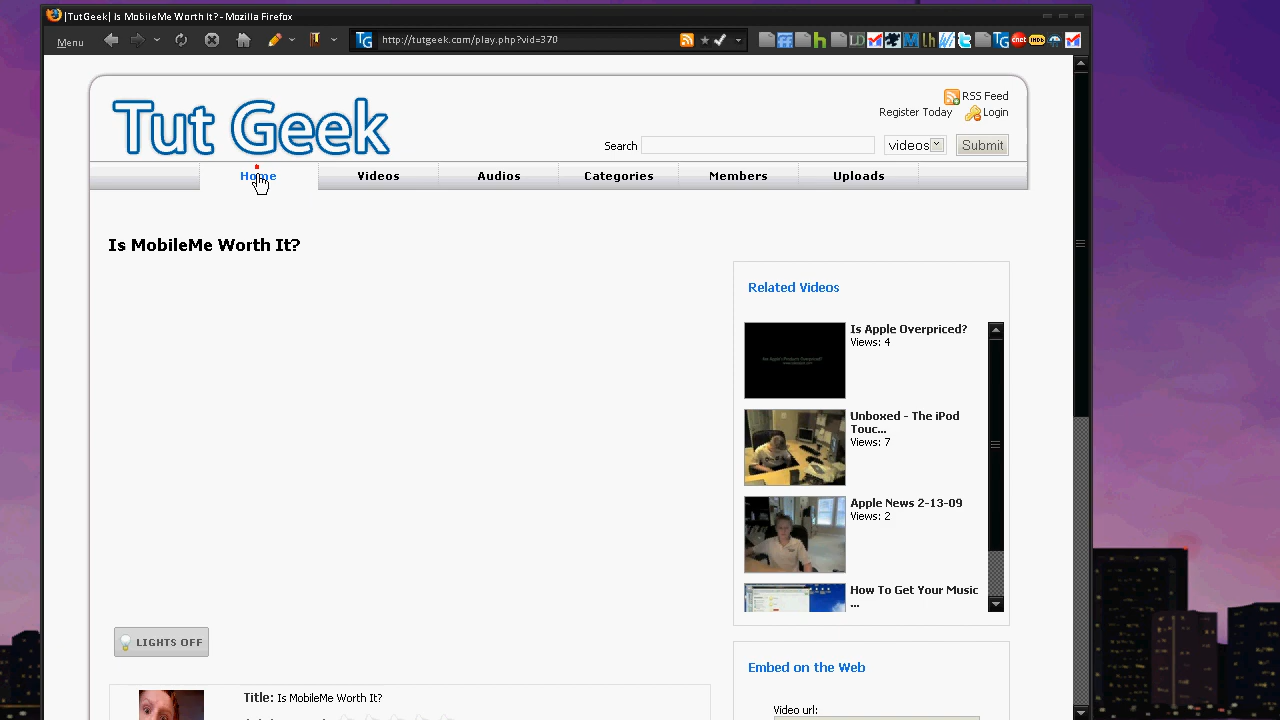 |TutGeek| Is MobileMe Worth It? - Mozilla Firefox
Menu
http://tutgeek.com/play.php?vid=370
Tut Geek
RSS Feed
Register Today
Login
Search
videos
Submit
Home
Videos
Audios
Categories
Members
Uploads
Is MobileMe Worth It?
Related Videos
Is Apple Overpriced?
Views: 4
Unboxed - The iPod
Touc...
Views: 7
Apple News 2-13-09
Views: 2
How To Get Your Music
...
LIGHTS OFF
Embed on the Web
Title: Is MobileMe Worth It?
Video url: